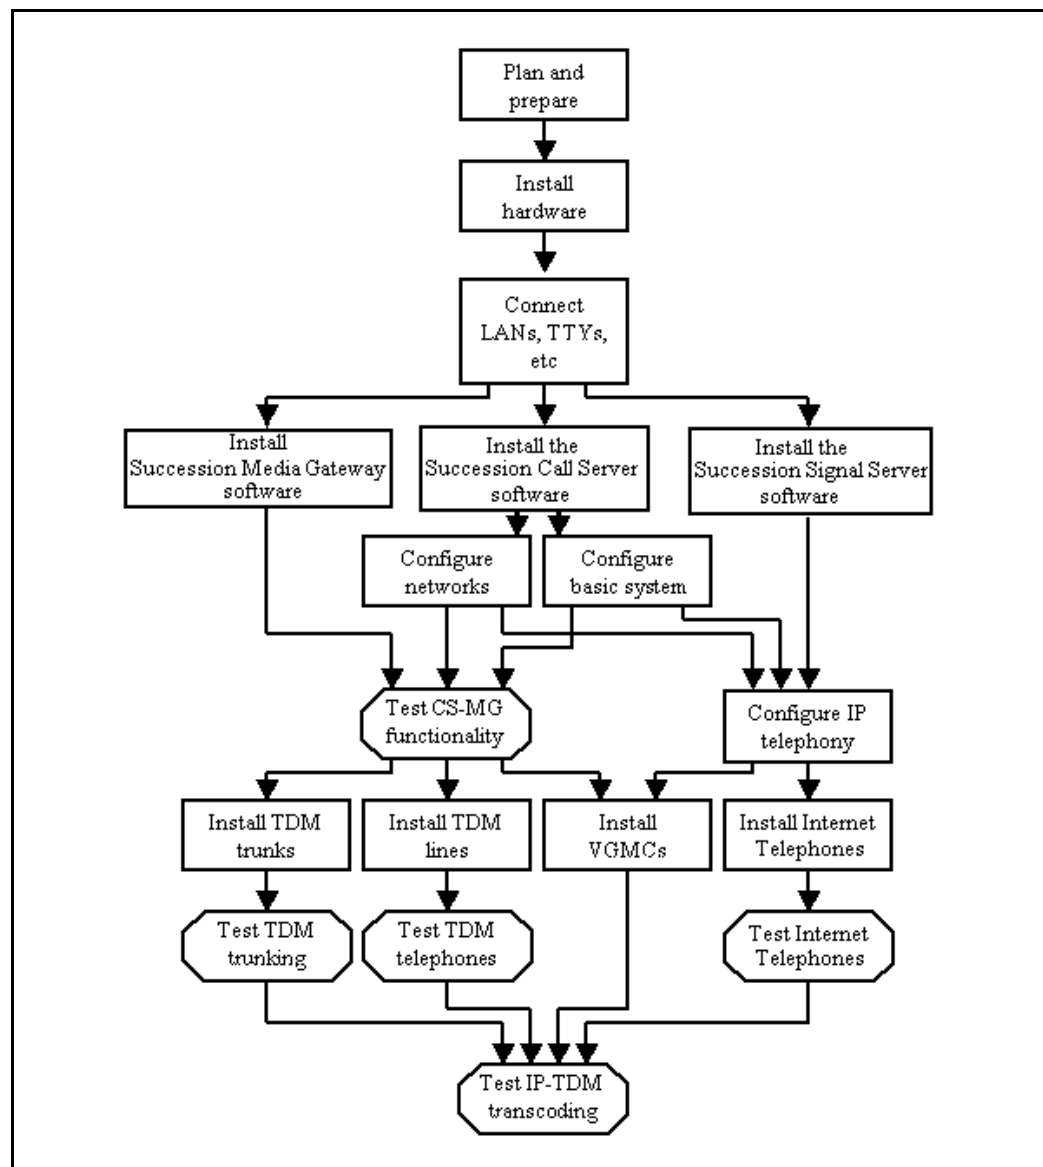 Plan and
prepare
Install
hardware
Connect
LANs, TTYs,
etc
Install
Succession Media Gateway
software
Install the
Succession Call Server
software
Install the
Succession Signal Server
software
Configure
networks
Configure
basic system
Test CS-MG
functionality
Configure IP
telephony
Install TDM
trunks
Install TDM
lines
Install
VGMCs
Install Internet
Telephones
Test TDM
trunking
Test TDM
telephones
Test Internet
Telephones
Test IP-TDM
transcoding